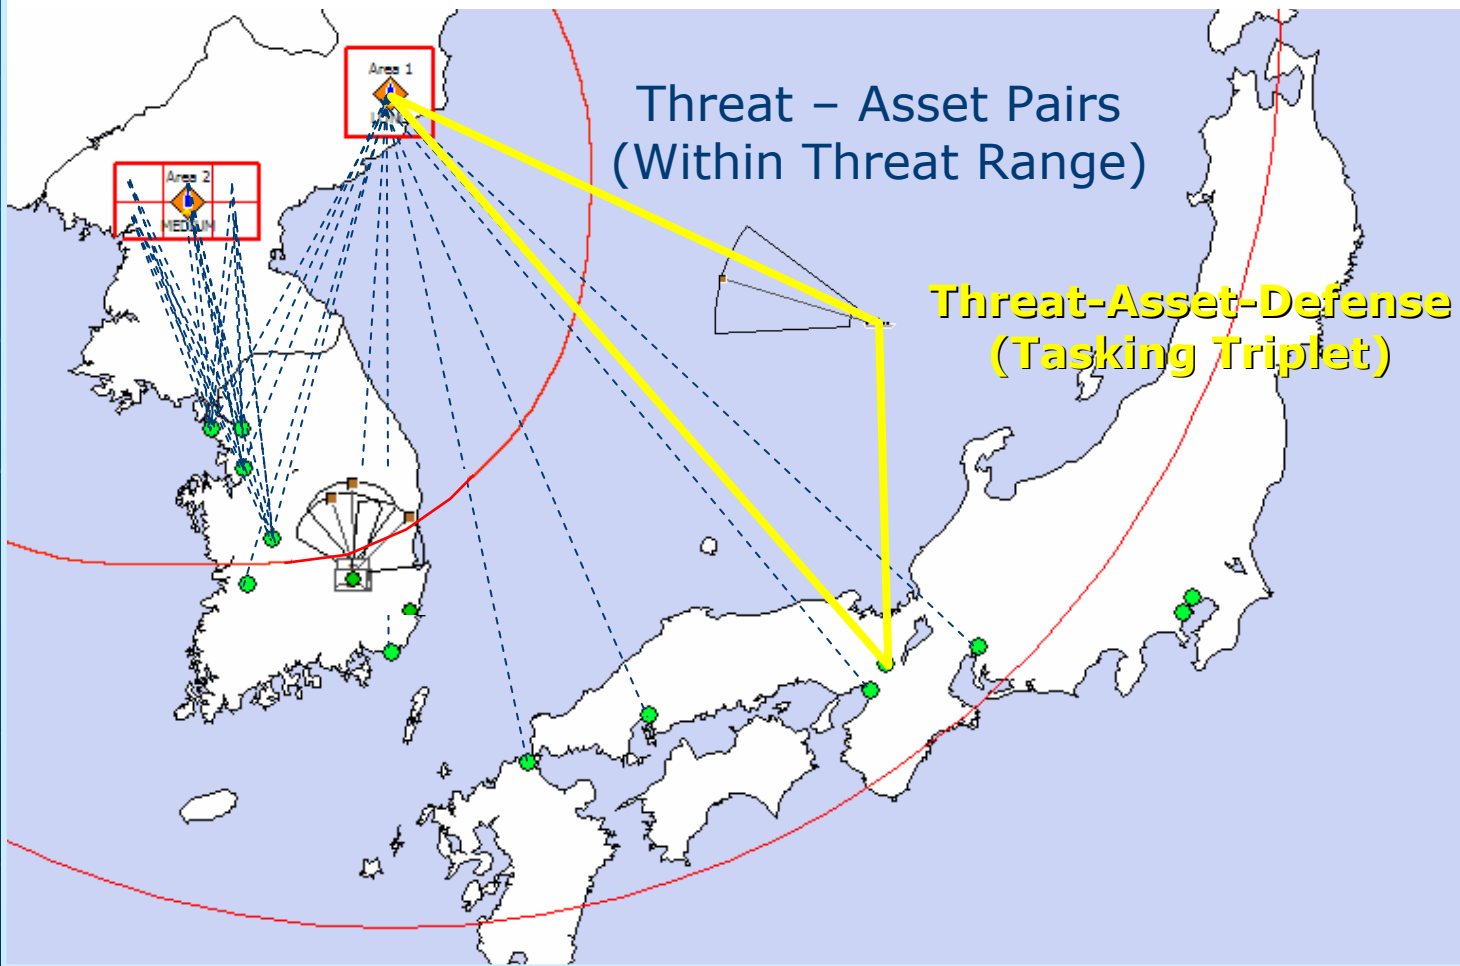 Area 1
Threat – Asset Pairs
(Within Threat Range)
Area 2
MEDIUM
Threat-Asset-Defense
(Tasking Triplet)